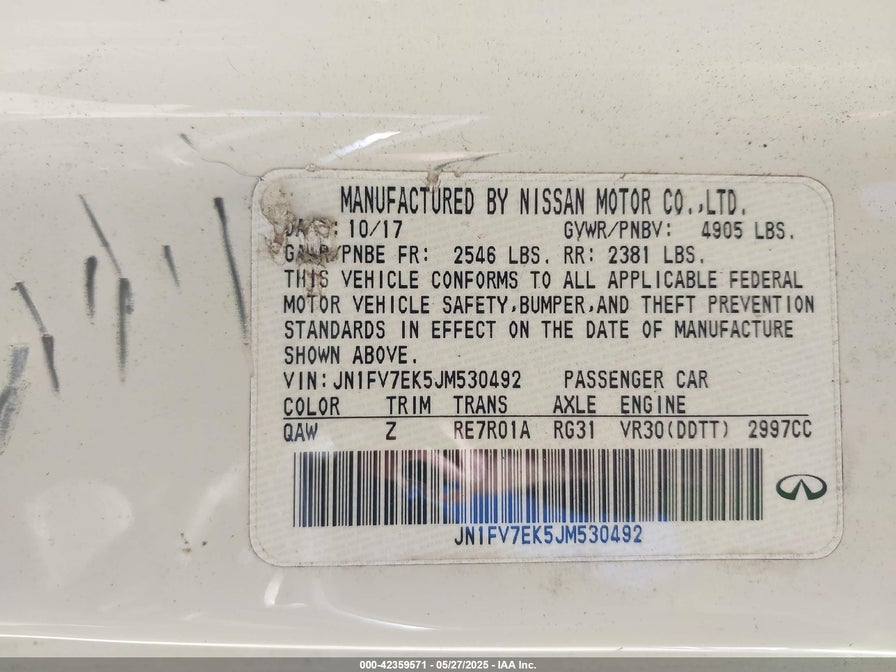 MANUFACTURED BY NISSAN MOTOR CO.,LTD.
: 10/17 GVWR/PNBV: 4905 LBS.
GAWR/PNBE FR: 2546 LBS. RR: 2381 LBS.
THIS VEHICLE CONFORMS TO ALL APPLICABLE FEDERAL
MOTOR VEHICLE SAFETY,BUMPER,AND THEFT PREVENTION
STANDARDS IN EFFECT ON THE DATE OF MANUFACTURE
SHOWN ABOVE.
VIN:JN1FV7EK5JM530492 PASSENGER CAR
COLOR TRIM TRANS AXLE ENGINE
QAW Z RE7R01A RG31 VR30(DDTT) 2997CC
JN1FV7EK5JM530492
000-42359571 - 05/27/2025 - IAA Inc.